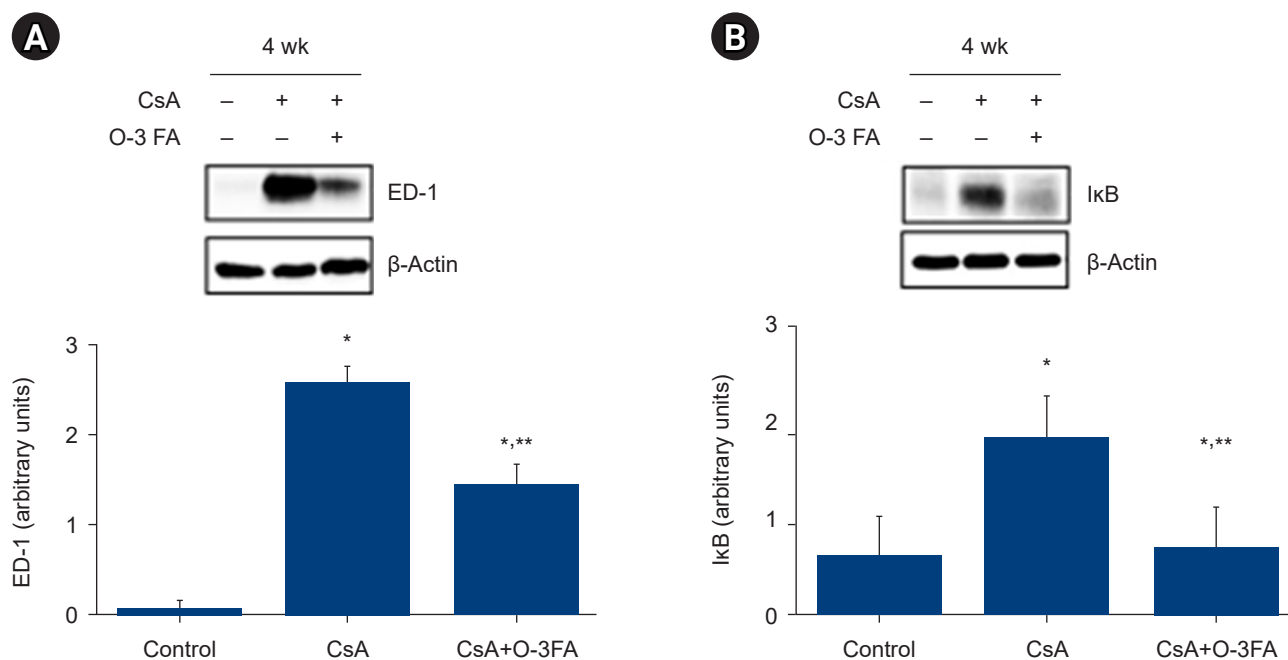 A
4 wk
CsA – + +
O-3 FA – – +
ED-1
β-Actin
3
2
1
0
ED-1 (arbitrary units)
*
*,**
Control CsA CsA+O-3FA
B
4 wk
CsA – + +
O-3 FA – – +
IκB
β-Actin
3
2
1
0
IκB (arbitrary units)
*
*,**
Control CsA CsA+O-3FA